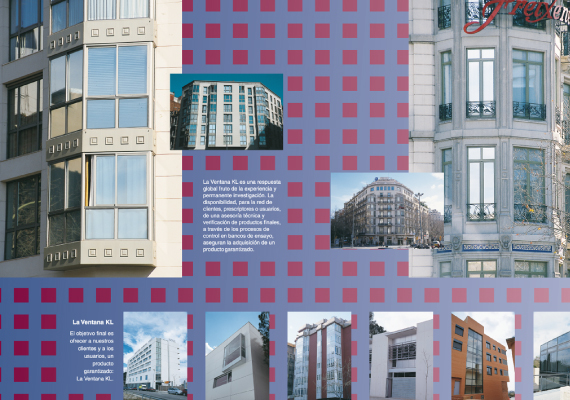 Freixenet
La Ventana KL es una respuesta
global fruto de la experiencia y
permanente investigación. La
disponibilidad, para la red de
clientes, prescriptores o usuarios,
de una asesoría técnica y
verificación de productos finales,
a través de los procesos de
control en bancos de ensayo,
aseguran la adquisición de un
producto garantizado.
La Ventana KL
El objetivo final es
ofrecer a nuestros
clientes y a los
usuarios, un
producto
garantizado:
La Ventana KL.